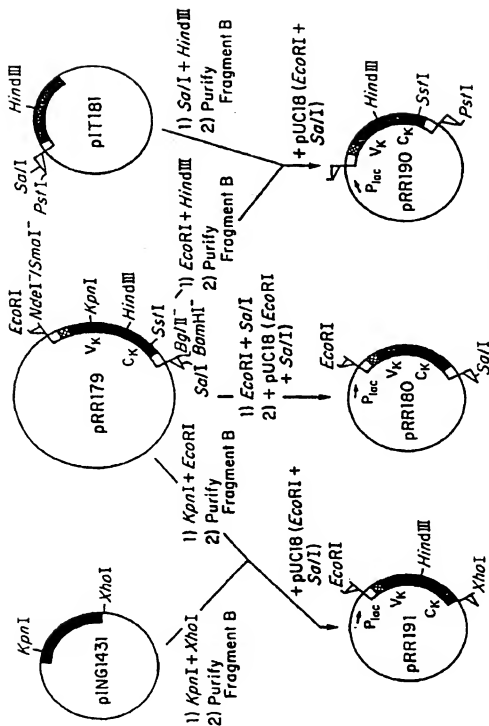 KpnI
XhoI
pING1431
EcoRI
NdeI⁻/SmaI⁻
KpnI
VK
HindIII
CK
SstI
BglII⁻
SalI BamHI⁻
pRR179
HindIII
SalI
PstI
pIT181
1) KpnI + XhoI
2) Purify
Fragment B
1) KpnI + EcoRI
2) Purify
Fragment B
1) EcoRI + SalI
2) + pUC18 (EcoRI
+ SalI)
1) EcoRI + HindIII
2) Purify
Fragment B
1) SalI + HindIII
2) Purify
Fragment B
+ pUC18 (EcoRI +
SalI)
+ pUC18 (EcoRI +
SalI)
EcoRI
Plac
VK
HindIII
CK
XhoI
pRR191
EcoRI
Plac
VK
CK
SalI
pRR180
Plac
HindIII
VK
CK
SstI
PstI
pRR190